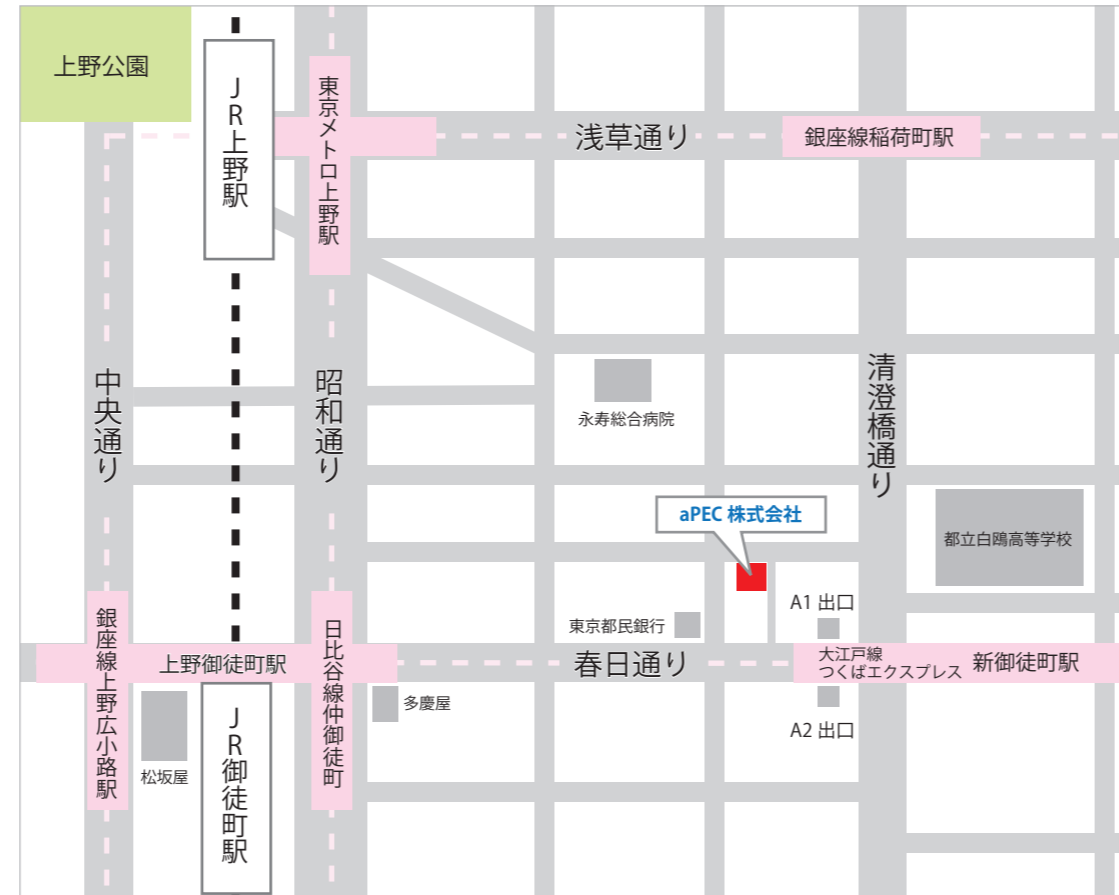 上野公園
JR上野駅
東京メトロ上野駅
浅草通り
銀座線稲荷町駅
中央通り
昭和通り
清澄橋通り
永寿総合病院
aPEC 株式会社
都立白鴎高等学校
A1 出口
東京都民銀行
銀座線上野広小路駅
上野御徒町駅
日比谷線仲御徒町
春日通り
大江戸線
つくばエクスプレス
新御徒町駅
多慶屋
A2 出口
松坂屋
JR御徒町駅